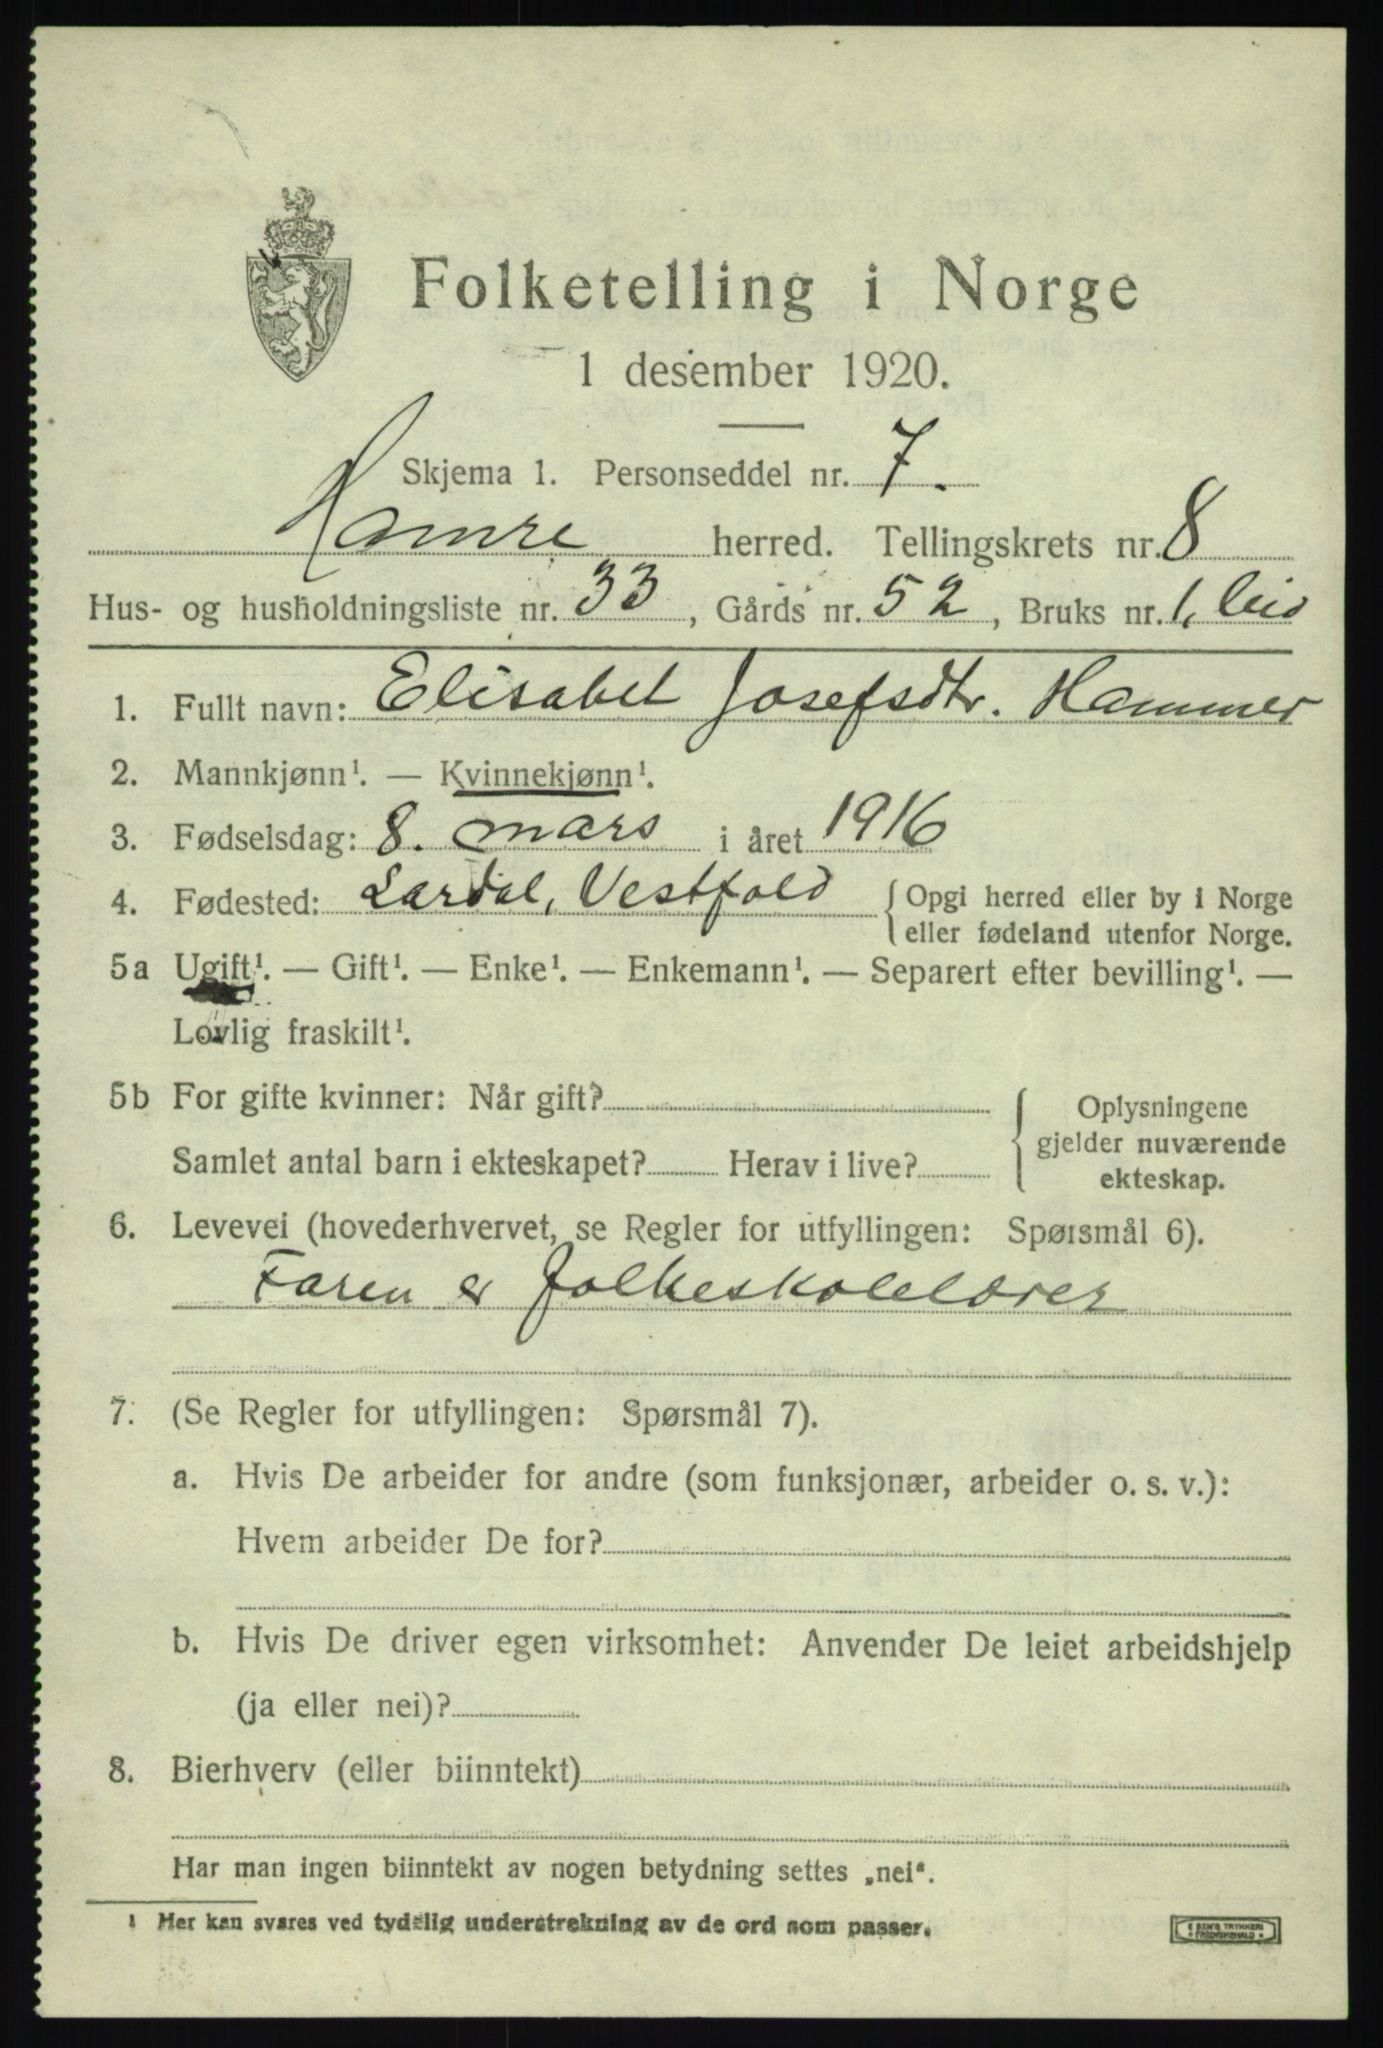 Folketelling i Norge
1 desember 1920.
Skjema 1. Personseddel nr. 7.
Hamre herred. Tellingskrets nr. 8
Hus- og husholdningsliste nr. 33, Gårds nr. 52, Bruks nr. 1,
1. Fullt navn: Elisabet Josefsdtr. Hammer
2. Mannkjønn¹. — Kvinnekjønn¹.
3. Fødselsdag: 8. mars i året 1916
4. Fødested: Lardal, Vestfold { Opgi herred eller by i Norge
eller fødeland utenfor Norge.
5a Ugift¹. — Gift¹. — Enke¹. — Enkemann¹. — Separert efter bevilling¹. —
Lovlig fraskilt¹.
5b For gifte kvinner: Når gift? { Oplysningene
gjelder nuværende
Samlet antal barn i ekteskapet? Herav i live?
ekteskap.
6. Levevei (hovederhvervet, se Regler for utfyllingen: Spørsmål 6).
Faren er folkeskolelærer
7. (Se Regler for utfyllingen: Spørsmål 7).
a. Hvis De arbeider for andre (som funksjonær, arbeider o. s. v.):
Hvem arbeider De for?
b. Hvis De driver egen virksomhet: Anvender De leiet arbeidshjelp
(ja eller nei)?
8. Bierhverv (eller biinntekt)
Har man ingen biinntekt av nogen betydning settes „nei“.
¹ Her kan svares ved tydelig understrekning av de ord som passer.